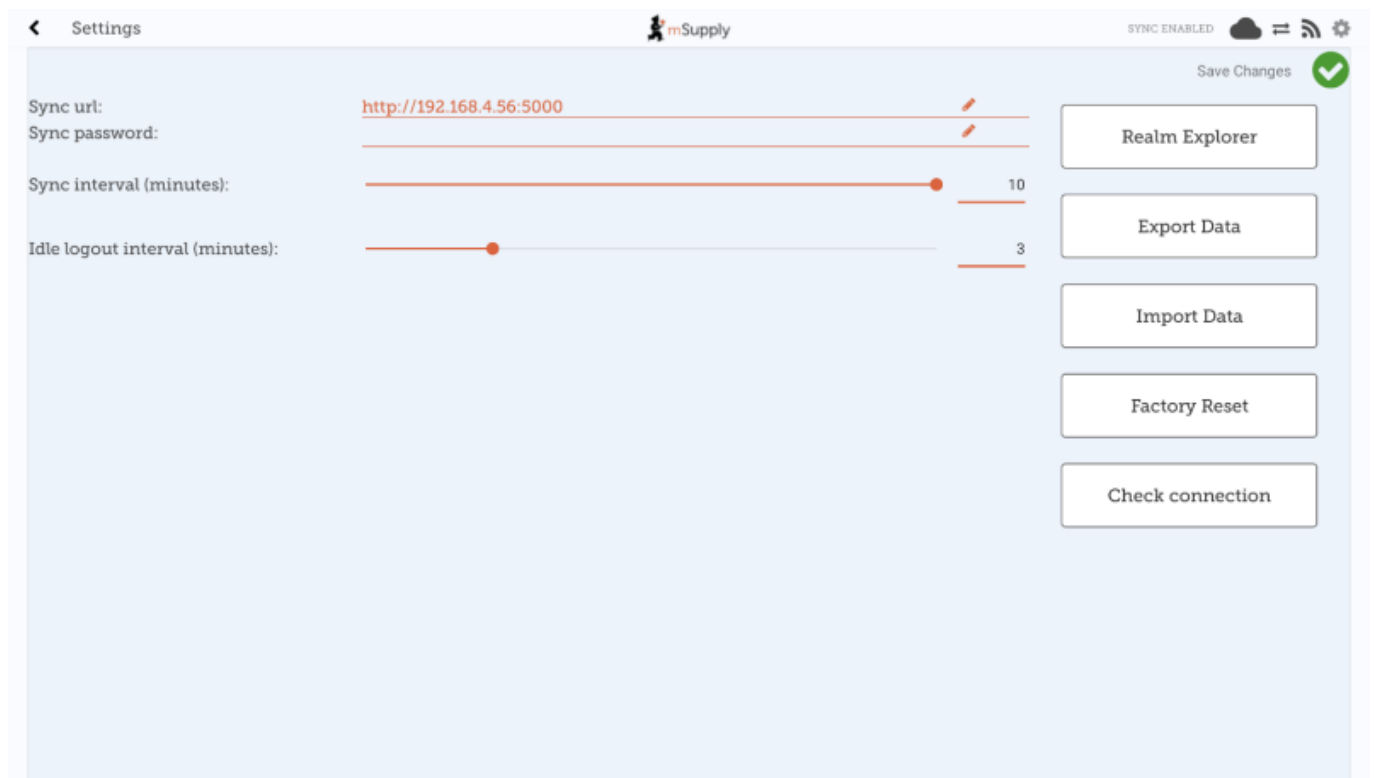 Settings
mSupply
SYNC ENABLED
Save Changes
Sync url:
http://192.168.4.56:5000
Sync password:
Sync interval (minutes):
10
Idle logout interval (minutes):
3
Realm Explorer
Export Data
Import Data
Factory Reset
Check connection